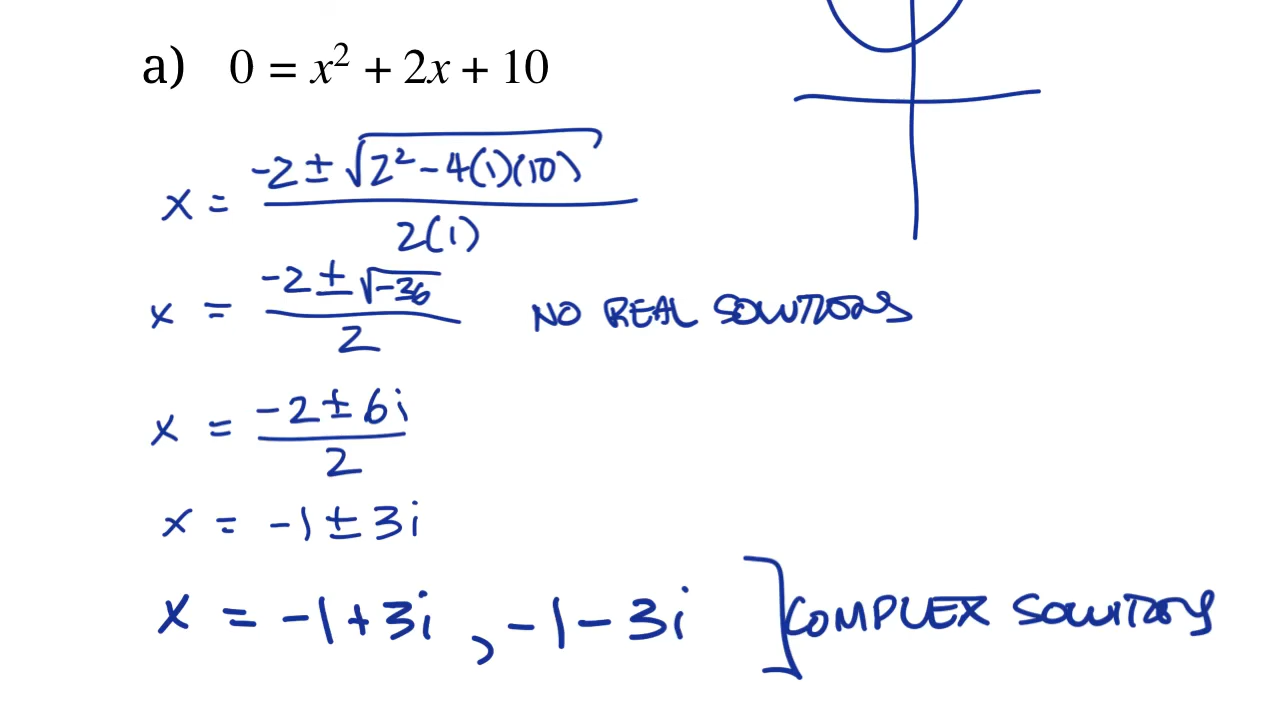 a) 0 = x² + 2x + 10
x = (-2 ± √(2² - 4(1)(10))) / 2(1)
x = (-2 ± √-36) / 2 NO REAL SOLUTIONS
x = (-2 ± 6i) / 2
x = -1 ± 3i
x = -1 + 3i , -1 - 3i ] COMPLEX SOLUTIONS